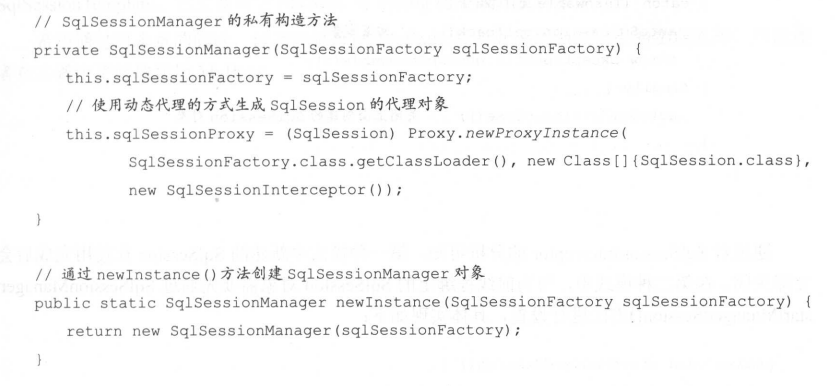 // SqlSessionManager 的私有构造方法
private SqlSessionManager(SqlSessionFactory sqlSessionFactory) {
this.sqlSessionFactory = sqlSessionFactory;
// 使用动态代理的方式生成 SqlSession 的代理对象
this.sqlSessionProxy = (SqlSession) Proxy.newProxyInstance(
SqlSessionFactory.class.getClassLoader(), new Class[]{SqlSession.class},
new SqlSessionInterceptor());
}
// 通过 newInstance()方法创建 SqlSessionManager 对象
public static SqlSessionManager newInstance(SqlSessionFactory sqlSessionFactory) {
return new SqlSessionManager(sqlSessionFactory);
}